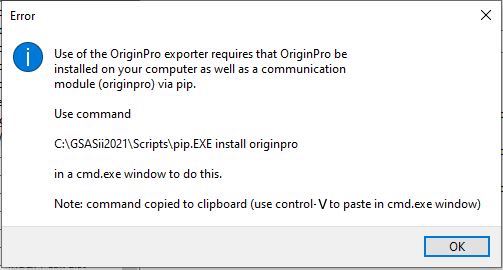 Error
Use of the OriginPro exporter requires that OriginPro be
installed on your computer as well as a communication
module (originpro) via pip.
Use command
C:\GSASii2021\Scripts\pip.EXE install originpro
in a cmd.exe window to do this.
Note: command copied to clipboard (use control-V to paste in cmd.exe window)
OK